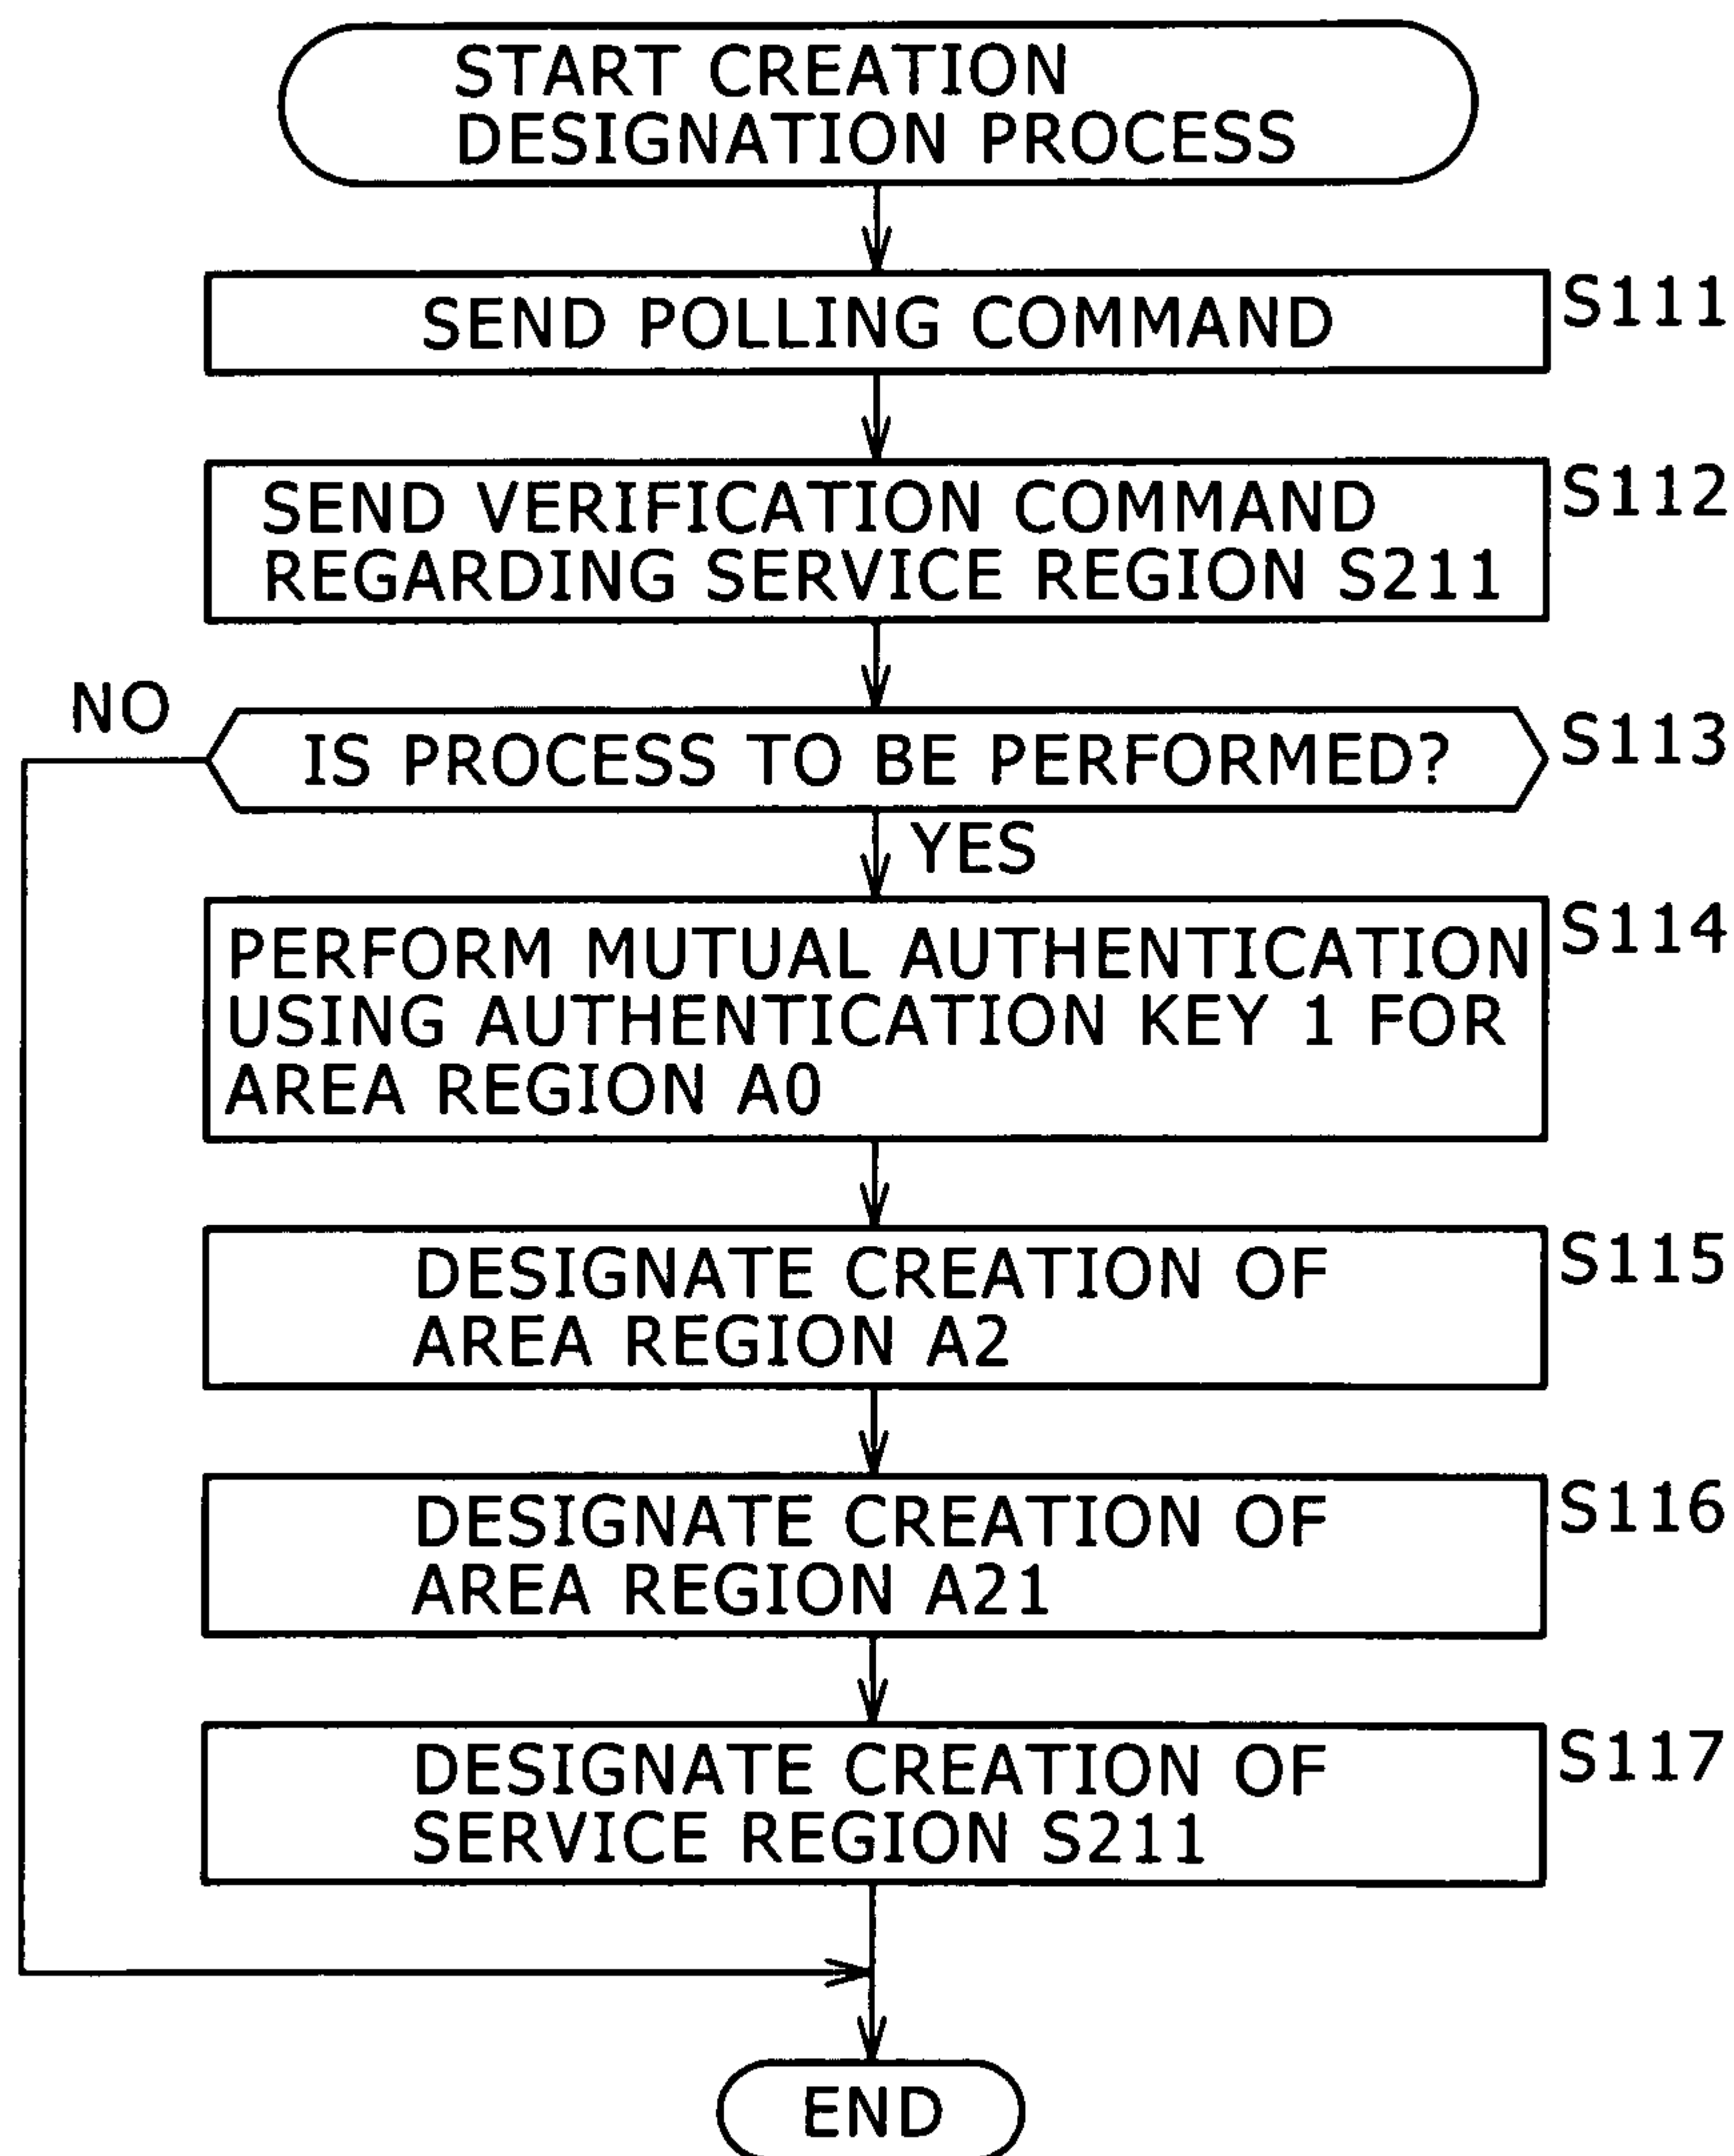 START CREATION
DESIGNATION PROCESS
SEND POLLING COMMAND
S111
SEND VERIFICATION COMMAND
REGARDING SERVICE REGION S211
S112
NO
IS PROCESS TO BE PERFORMED?
S113
YES
PERFORM MUTUAL AUTHENTICATION
USING AUTHENTICATION KEY 1 FOR
AREA REGION A0
S114
DESIGNATE CREATION OF
AREA REGION A2
S115
DESIGNATE CREATION OF
AREA REGION A21
S116
DESIGNATE CREATION OF
SERVICE REGION S211
S117
END